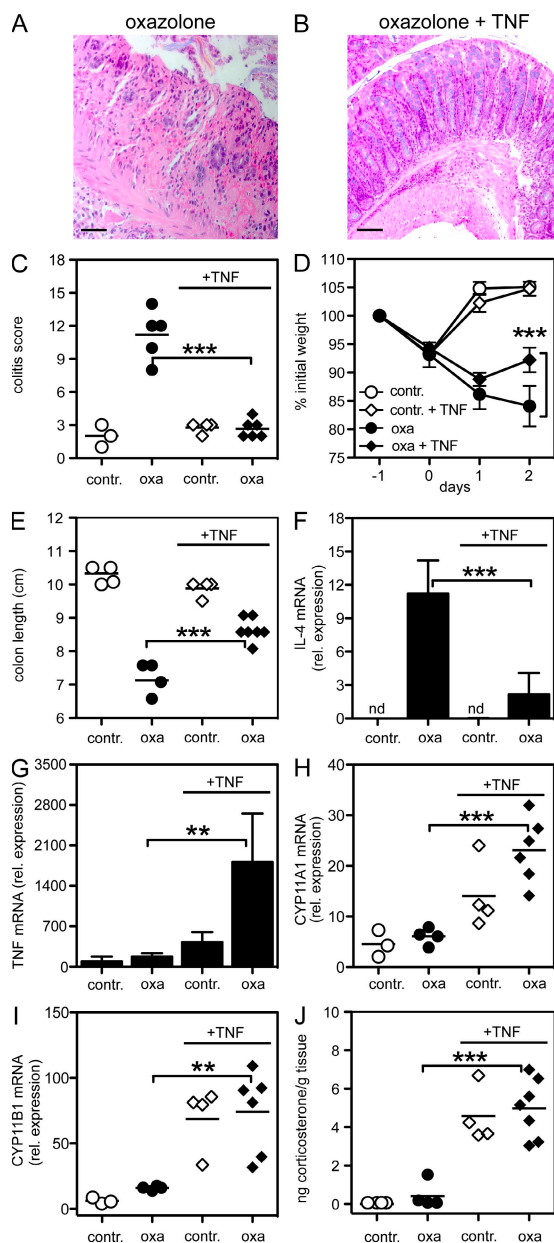 A oxazolone
B oxazolone + TNF
C
+TNF
18
15
12
9
6
3
0
colitis score
***
contr. oxa contr. oxa
D
105
100
95
90
85
80
75
% initial weight
***
contr.
contr. + TNF
oxa
oxa + TNF
-1 0 1 2
days
E
+TNF
12
11
10
9
8
7
6
colon length (cm)
***
contr. oxa contr. oxa
F
+TNF
18
15
12
9
6
3
0
IL-4 mRNA
(rel. expression)
***
nd nd
contr. oxa contr. oxa
G
+TNF
3500
2800
2100
1400
700
0
TNF mRNA (rel. expression)
**
contr. oxa contr. oxa
H
+TNF
40
30
20
10
0
CYP11A1 mRNA
(rel. expression)
***
contr. oxa contr. oxa
I
+TNF
100
75
50
25
0
CYP11B1 mRNA
(rel. expression)
**
contr. oxa contr. oxa
J
+TNF
10
8
6
4
2
0
ng corticosterone/g tissue
***
contr. oxa contr. oxa